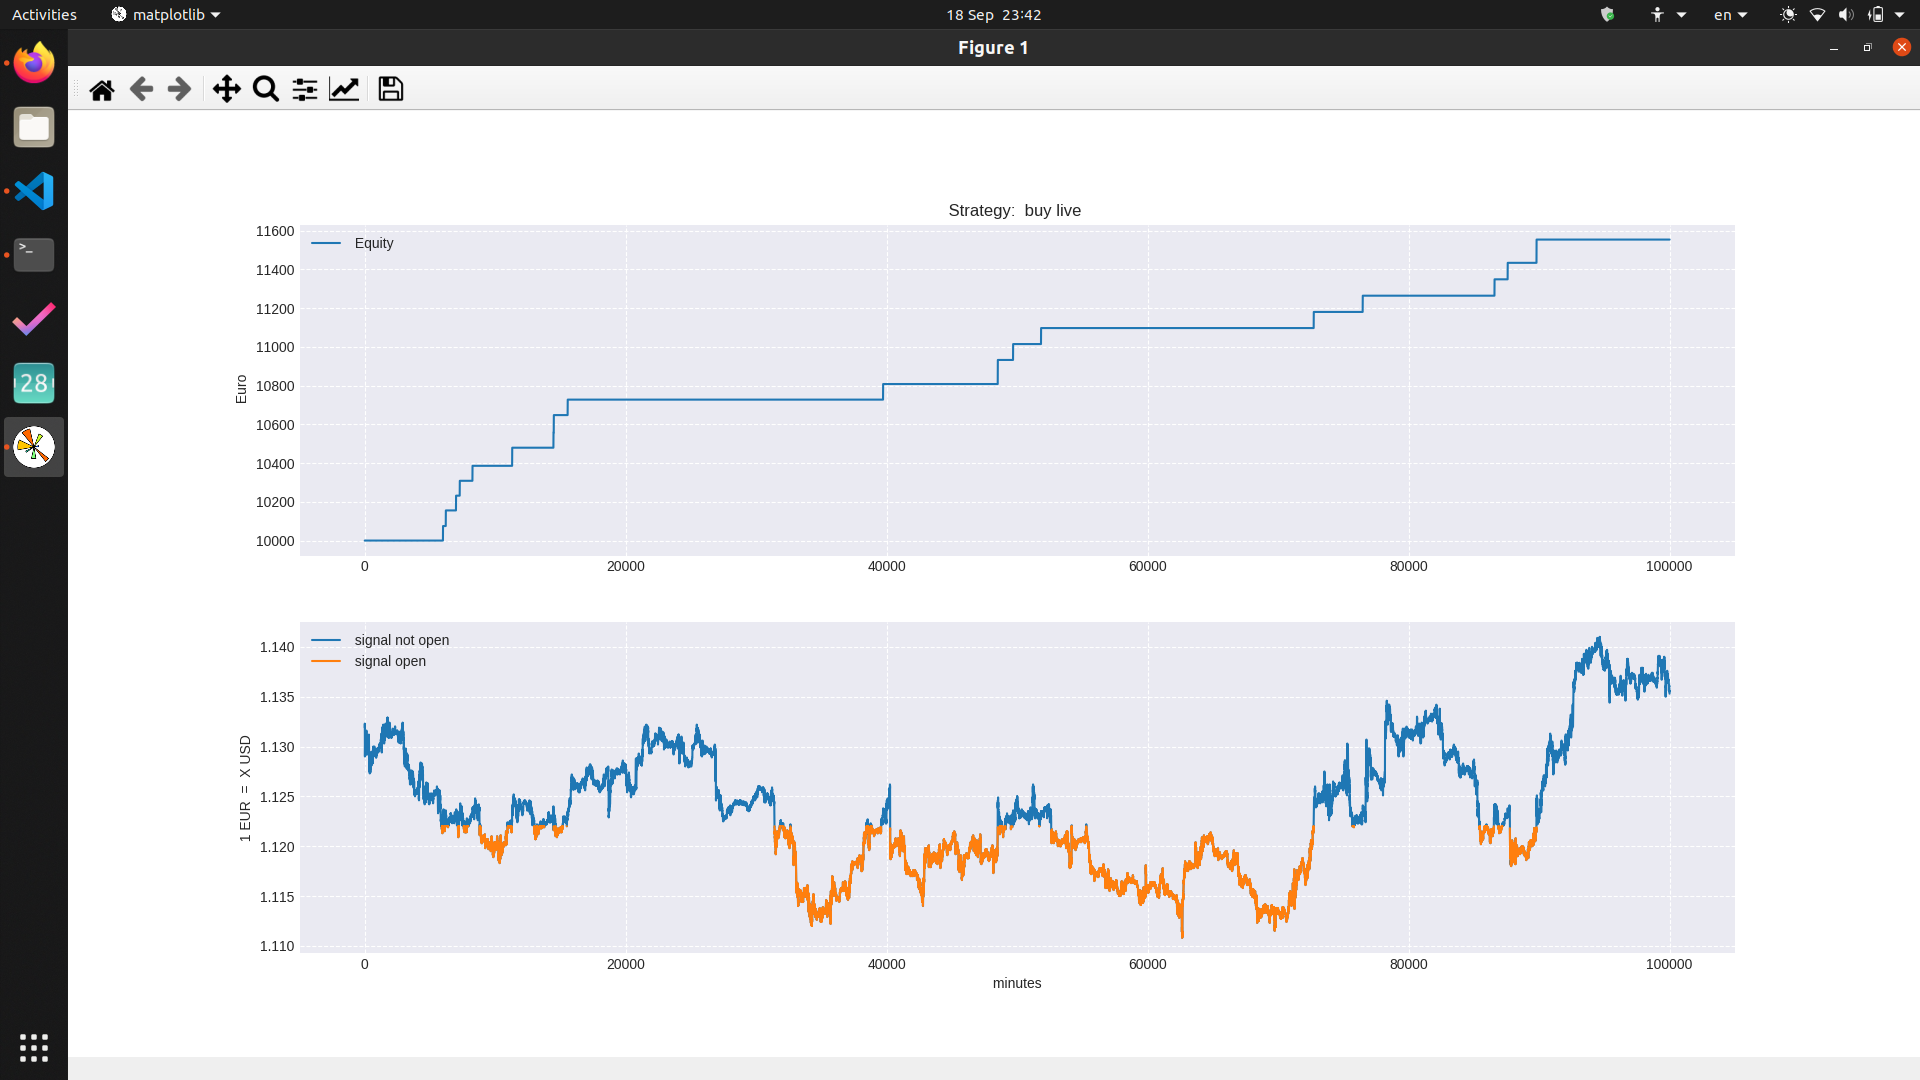 Activities
matplotlib
18 Sep 23:42
en
Figure 1
>_
28
Strategy: buy live
Equity
Euro
11600
11400
11200
11000
10800
10600
10400
10200
10000
0 20000 40000 60000 80000 100000
signal not open
signal open
1 EUR = X USD
1.140
1.135
1.130
1.125
1.120
1.115
1.110
0 20000 40000 60000 80000 100000
minutes